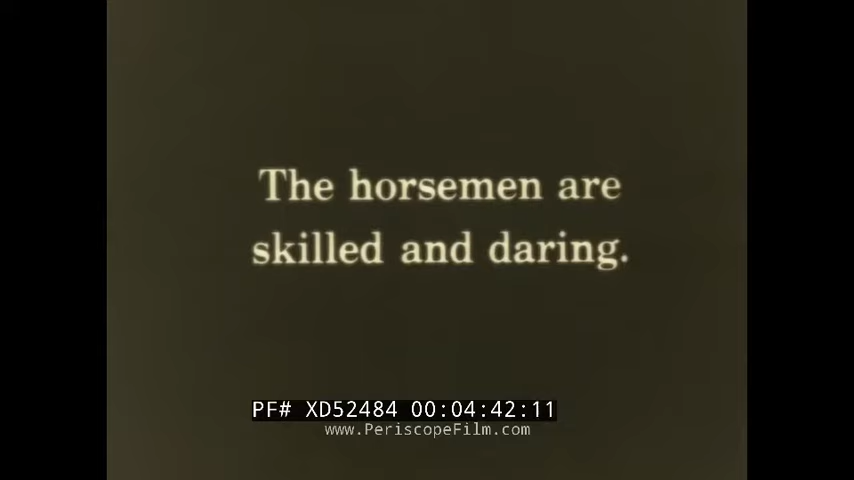 The horsemen are
skilled and daring.
PF# XD52484 00:04:42:11
www.PeriscopeFilm.com